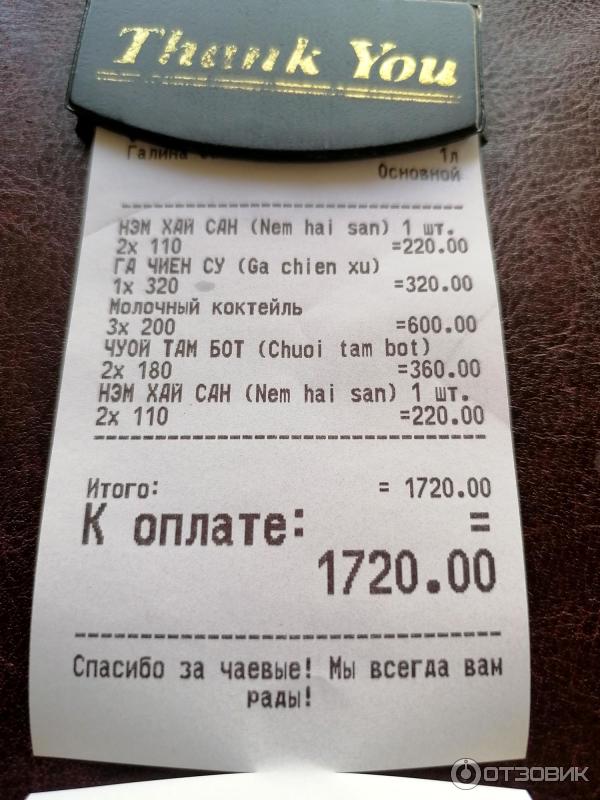 Thank You
Галина
1л
Основной
НЭМ ХАЙ САН (Nem hai san) 1 шт.
2x 110 =220.00
ГА ЧИЕН СУ (Ga chien xu)
1x 320 =320.00
Молочный коктейль
3x 200 =600.00
ЧУОЙ ТАМ БОТ (Chuoi tam bot)
2x 180 =360.00
НЭМ ХАЙ САН (Nem hai san) 1 шт.
2x 110 =220.00
Итого: = 1720.00
К оплате: =
1720.00
Спасибо за чаевые! Мы всегда вам
рады!
ОТЗОВИК